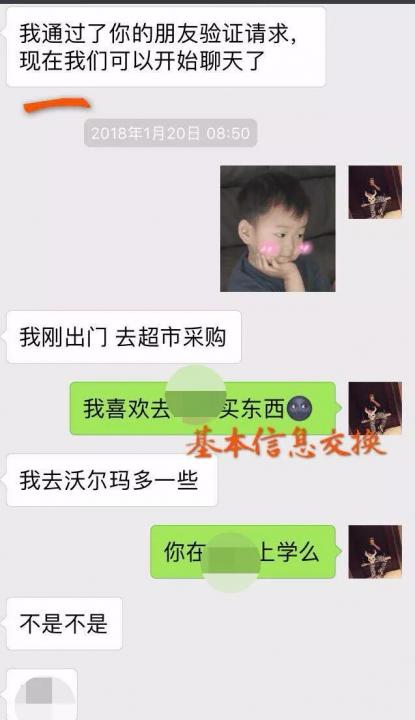 我通过了你的朋友验证请求，
现在我们可以开始聊天了
2018年1月20日 08:50
我刚出门 去超市采购
我喜欢去买东西
基本信息交换
我去沃尔玛多一些
你在上学么
不是不是